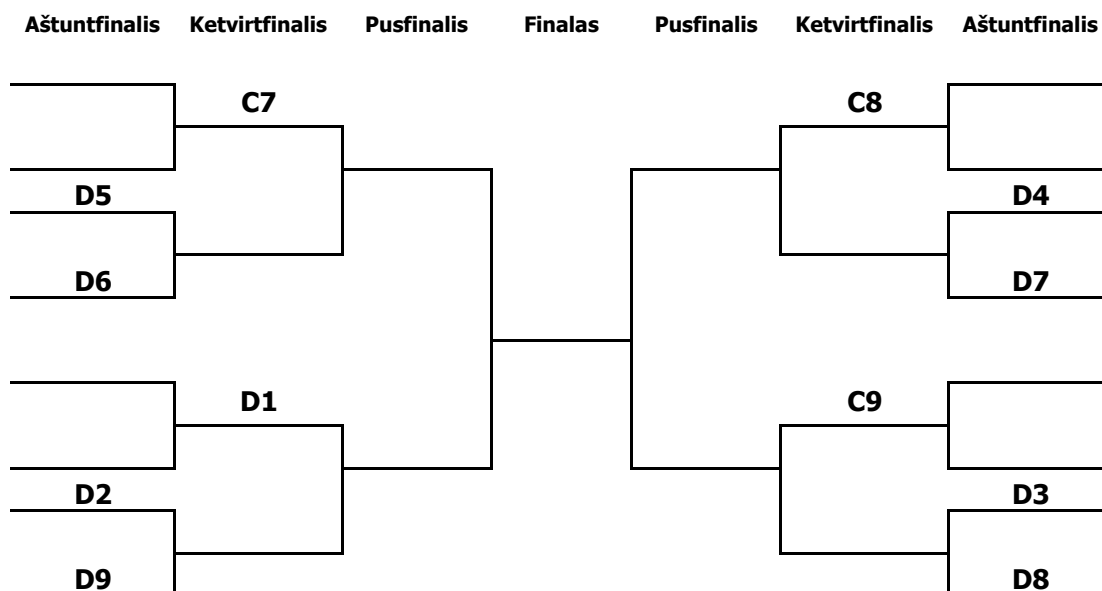 Aštuntfinalis Ketvirtfinalis Pusfinalis Finalas Pusfinalis Ketvirtfinalis Aštuntfinalis
C7 C8
D5 D4
D6 D7
D1 C9
D2 D3
D9 D8